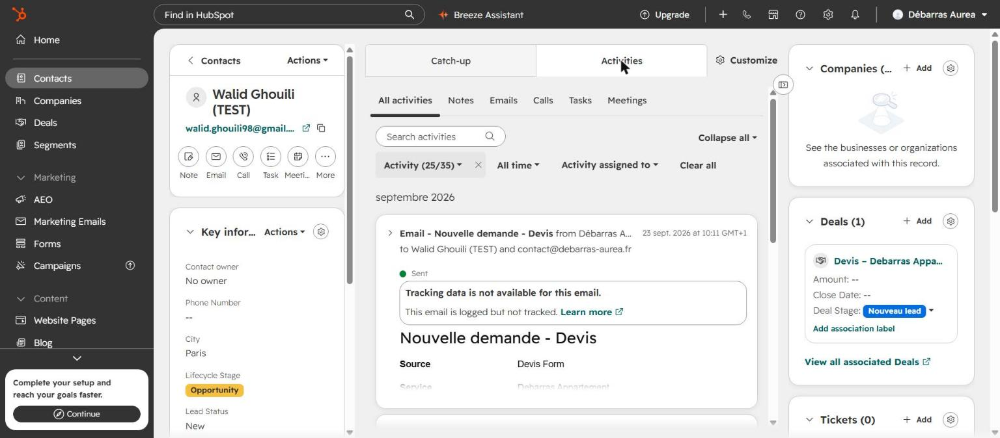 Find in HubSpot
Breeze Assistant
Upgrade
Débarras Aurea
Home
Contacts
Companies
Deals
Segments
Marketing
AEO
Marketing Emails
Forms
Campaigns
Content
Website Pages
Blog
Complete your setup and
reach your goals faster.
Continue
Contacts
Actions
Walid Ghouili
(TEST)
walid.ghouili98@gmail....
Note Email Call Task Meeti... More
Key infor... Actions
Contact owner
No owner
Phone Number
--
City
Paris
Lifecycle Stage
Opportunity
Lead Status
New
Catch-up
Activities
Customize
All activities Notes Emails Calls Tasks Meetings
Search activities
Collapse all
Activity (25/35) All time Activity assigned to Clear all
septembre 2026
Email - Nouvelle demande - Devis from Débarras A... 23 sept. 2026 at 10:11 GMT+1
to Walid Ghouili (TEST) and contact@debarras-aurea.fr
Sent
Tracking data is not available for this email.
This email is logged but not tracked. Learn more
Nouvelle demande - Devis
Source Devis Form
Service Debarras Appartement
Companies (... + Add
See the businesses or organizations
associated with this record.
Deals (1) + Add
Devis – Debarras Appa...
Amount: --
Close Date: --
Deal Stage: Nouveau lead
Add association label
View all associated Deals
Tickets (0) + Add